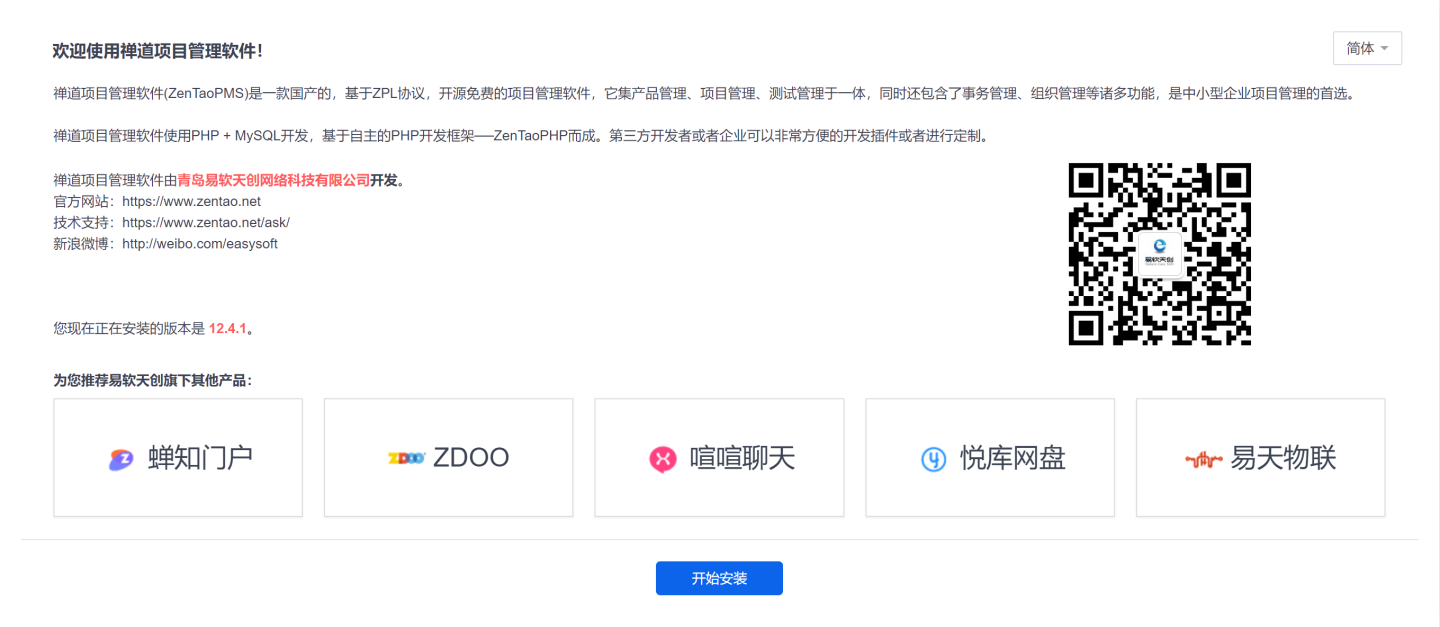 欢迎使用禅道项目管理软件！
简体
禅道项目管理软件(ZenTaoPMS)是一款国产的，基于ZPL协议，开源免费的项目管理软件，它集产品管理、项目管理、测试管理于一体，同时还包含了事务管理、组织管理等诸多功能，是中小型企业项目管理的首选。
禅道项目管理软件使用PHP + MySQL开发，基于自主的PHP开发框架──ZenTaoPHP而成。第三方开发者或者企业可以非常方便的开发插件或者进行定制。
禅道项目管理软件由青岛易软天创网络科技有限公司开发。
官方网站：https://www.zentao.net
技术支持：https://www.zentao.net/ask/
新浪微博：http://weibo.com/easysoft
易软天创
您现在正在安装的版本是 12.4.1。
为您推荐易软天创旗下其他产品：
蝉知门户
ZDOO ZDOO
喧喧聊天
悦库网盘
易天物联
开始安装